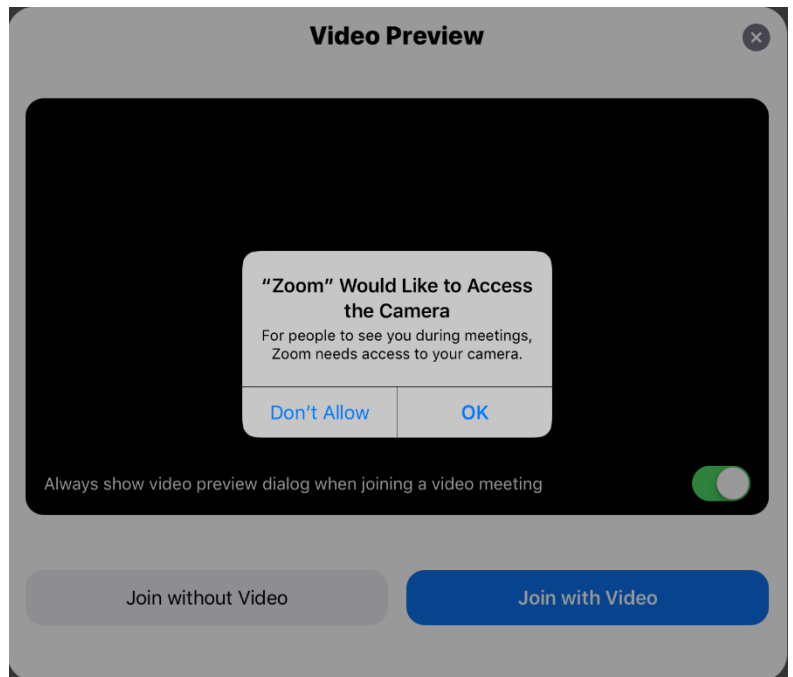 Video Preview
“Zoom” Would Like to Access
the Camera
For people to see you during meetings,
Zoom needs access to your camera.
Don’t Allow
OK
Always show video preview dialog when joining a video meeting
Join without Video
Join with Video